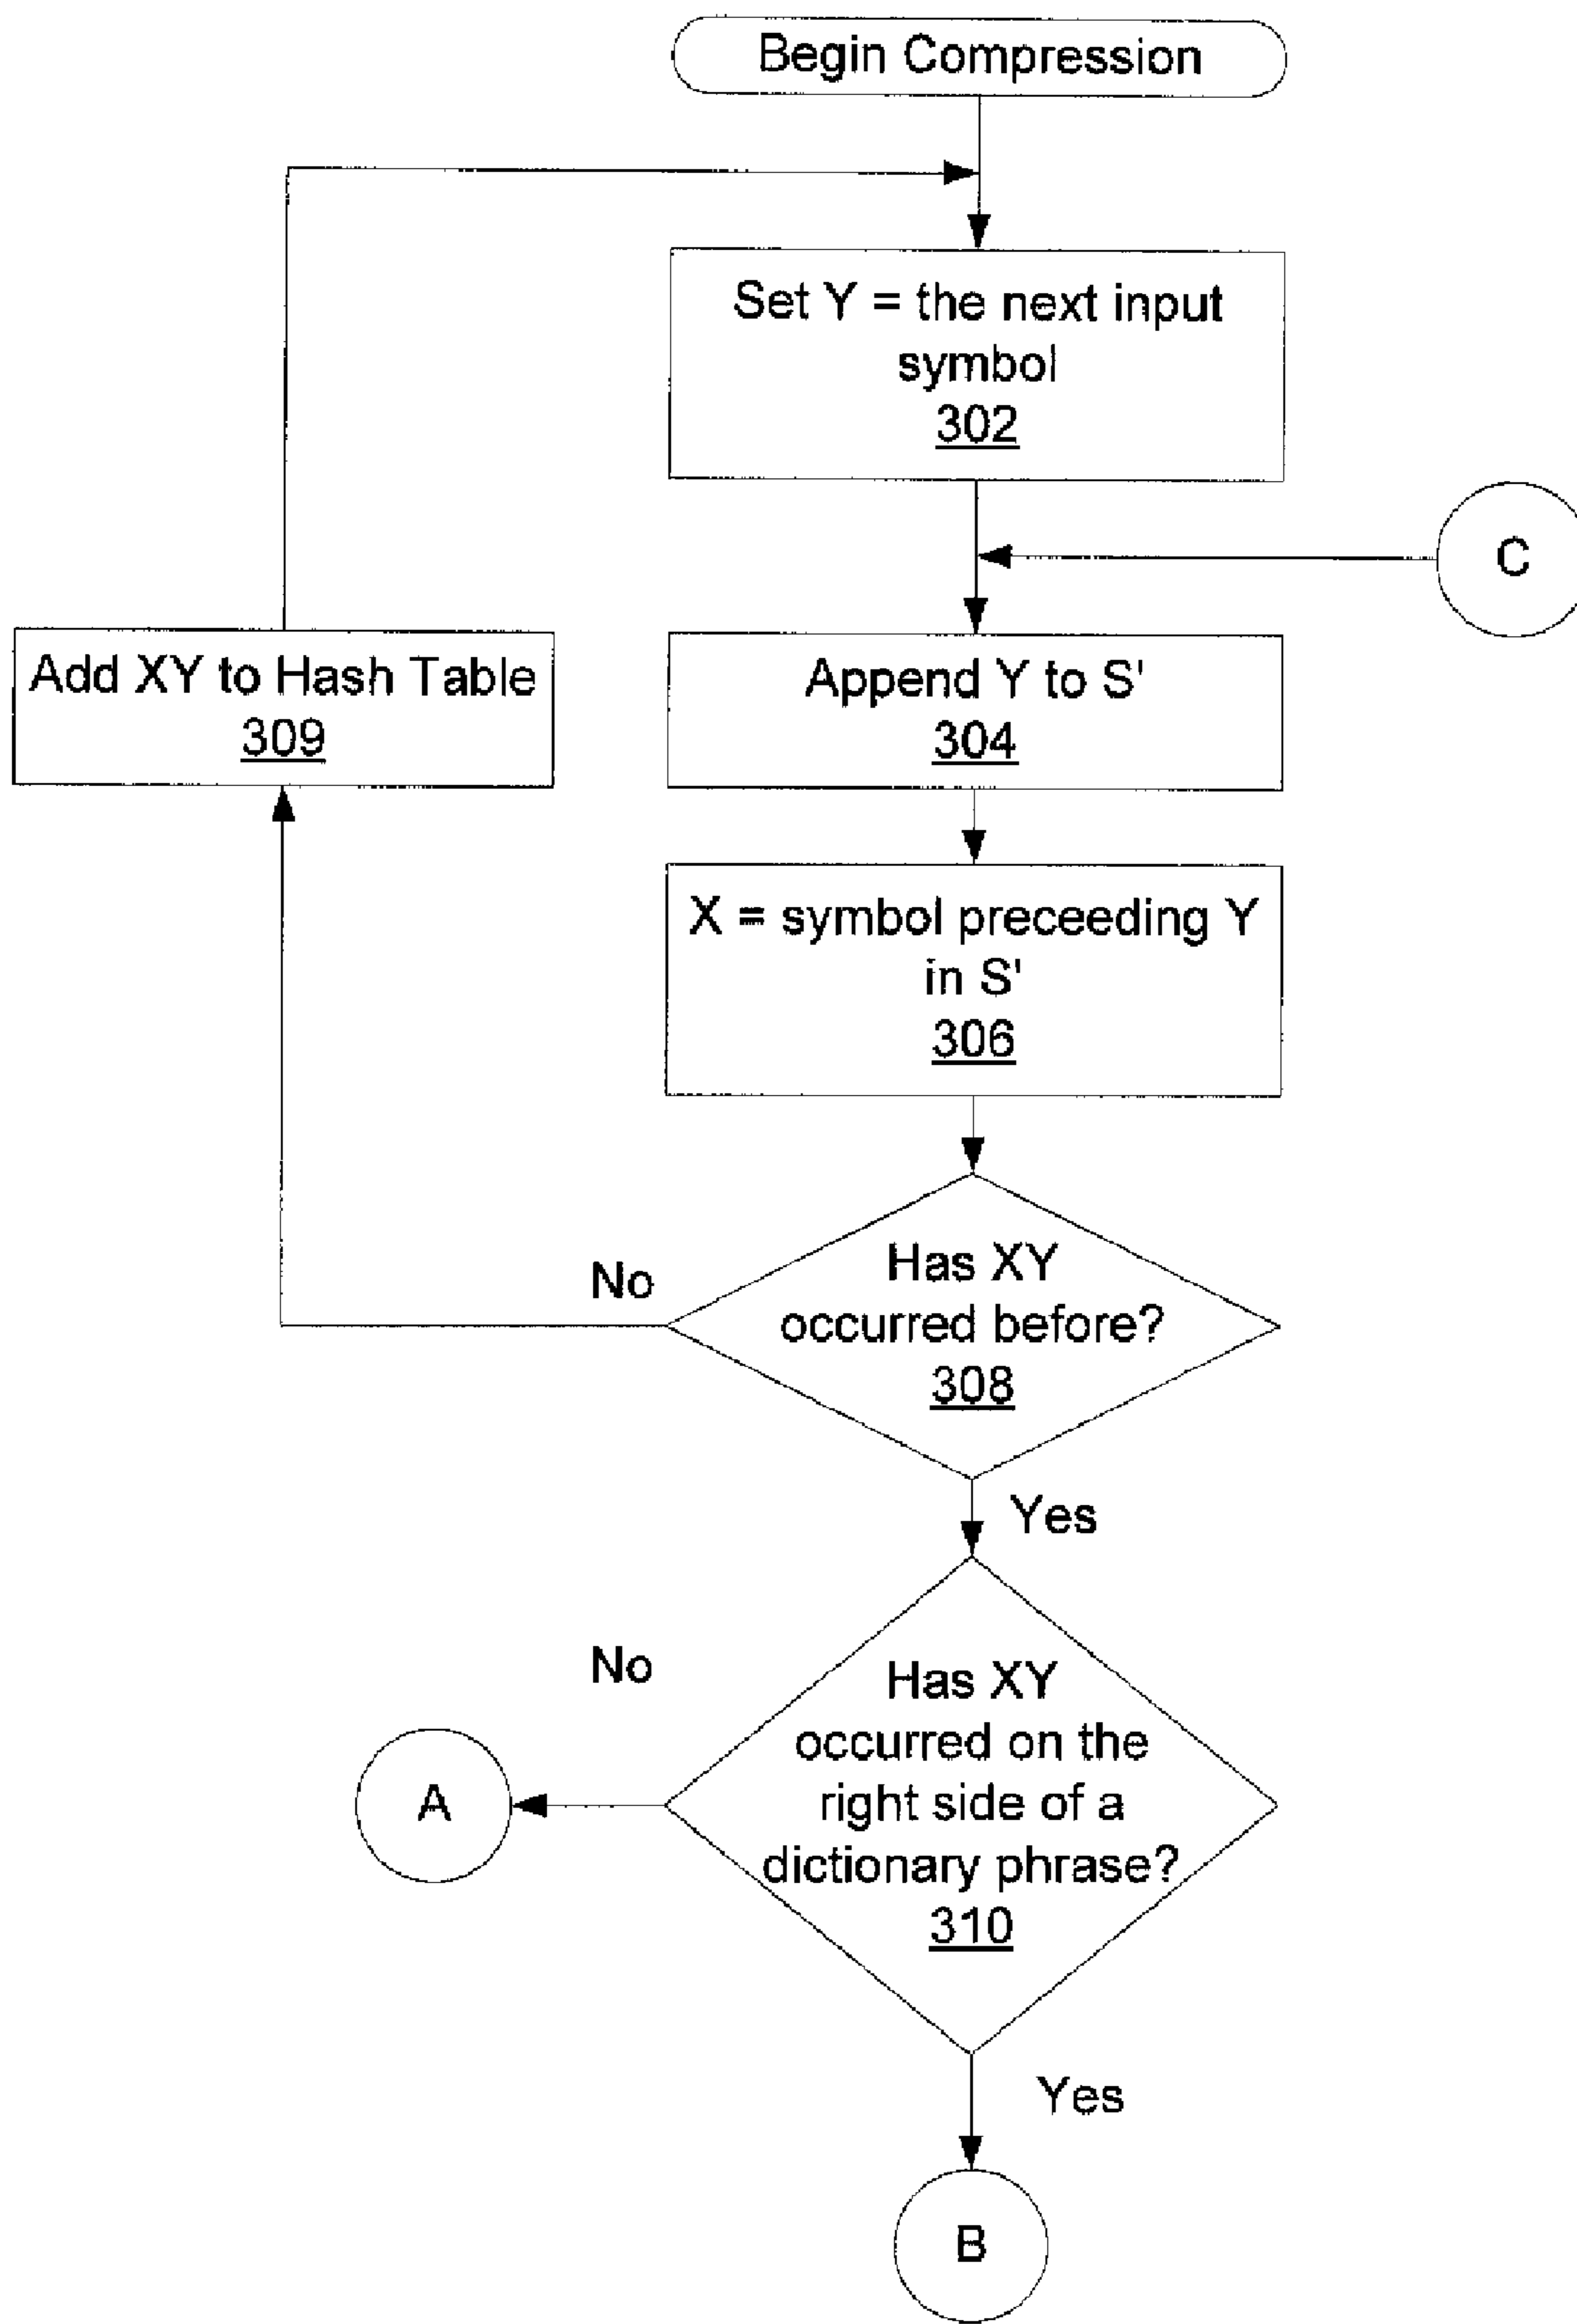 Begin Compression
Set Y = the next input
symbol
302
C
Add XY to Hash Table
309
Append Y to S'
304
X = symbol preceeding Y
in S'
306
No
Has XY
occurred before?
308
Yes
No
Has XY
occurred on the
right side of a
dictionary phrase?
310
A
Yes
B